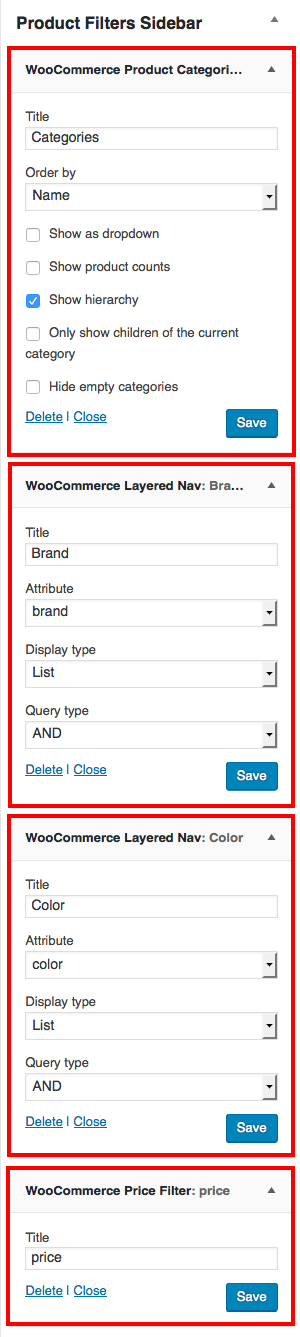 Product Filters Sidebar
WooCommerce Product Categori...
Title
Categories
Order by
Name
Show as dropdown
Show product counts
Show hierarchy
Only show children of the current
category
Hide empty categories
Delete | Close
Save
WooCommerce Layered Nav: Bra...
Title
Brand
Attribute
brand
Display type
List
Query type
AND
Delete | Close
Save
WooCommerce Layered Nav: Color
Title
Color
Attribute
color
Display type
List
Query type
AND
Delete | Close
Save
WooCommerce Price Filter: price
Title
price
Delete | Close
Save